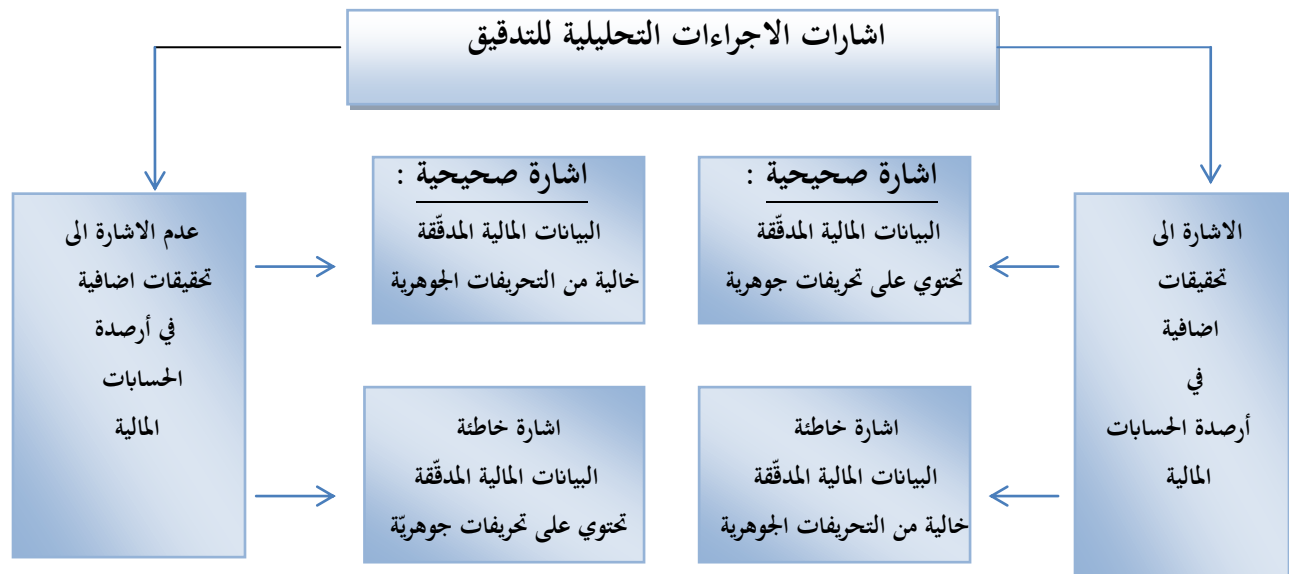 اشارات الاجراءات التحليلية للتدقيق
الاشارة الى
تحقيقات
اضافية
في
أرصدة الحسابات
المالية
اشارة صحيحية :
البيانات المالية المدقّقة
تحتوي على تحريفات جوهرية
اشارة خاطئة
البيانات المالية المدقّقة
خالية من التحريفات الجوهرية
اشارة صحيحية :
البيانات المالية المدقّقة
خالية من التحريفات الجوهرية
اشارة خاطئة
البيانات المالية المدقّقة
تحتوي على تحريفات جوهريّة
عدم الاشارة الى
تحقيقات اضافية
في أرصدة
الحسابات
المالية